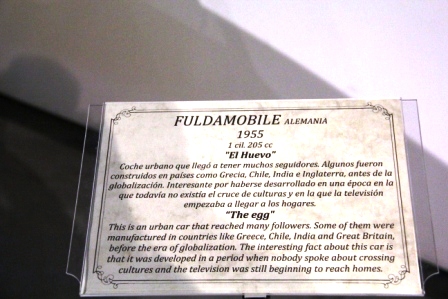 FULDAMOBILE ALEMANIA
1955
1 cil. 205 cc
"El Huevo"
Coche urbano que llegó a tener muchos seguidores. Algunos fueron
construidos en países como Grecia, Chile, India e Inglaterra, antes de la
globalización. Interesante por haberse desarrollado en una época en la
que todavía no existía el cruce de culturas y en la que la televisión
empezaba a llegar a los hogares.
"The egg"
This is an urban car that reached many followers. Some of them were
manufactured in countries like Greece, Chile, India and Great Britain,
before the era of globalization. The interesting fact about this car is
that it was developed in a period when nobody spoke about crossing
cultures and the television was still beginning to reach homes.